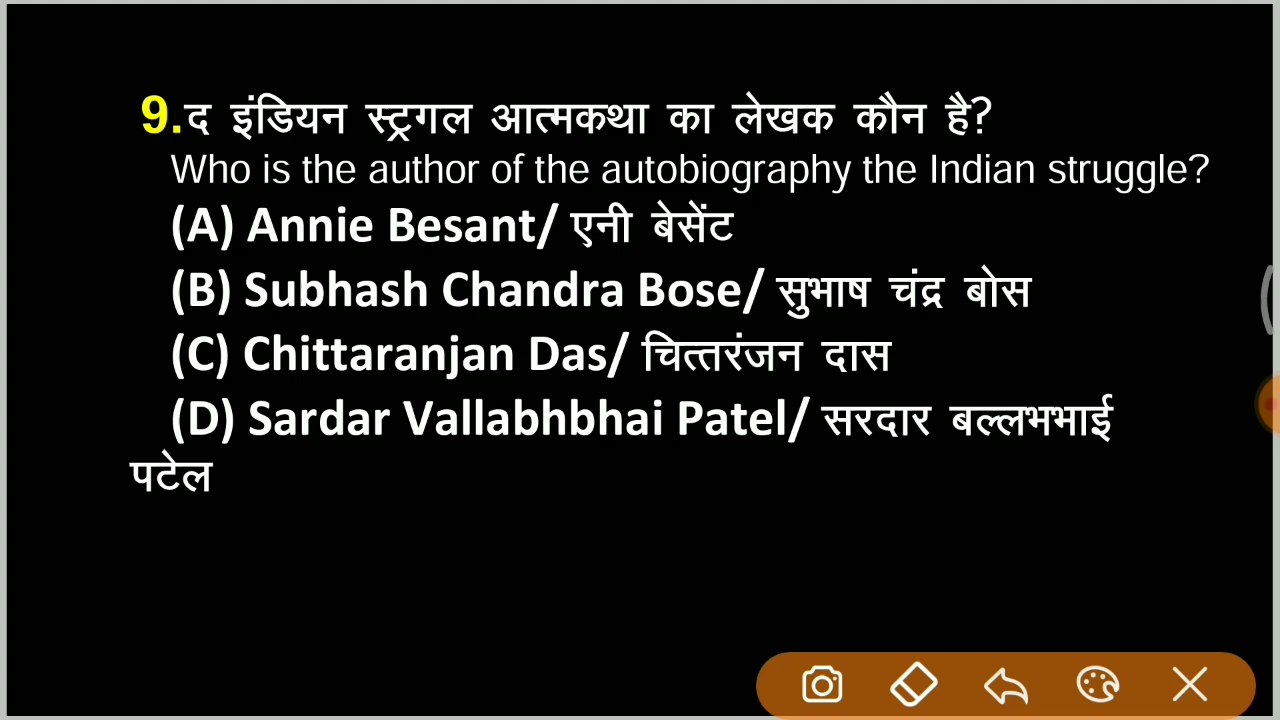 9.द इंडियन स्ट्रगल आत्मकथा का लेखक कौन है?
Who is the author of the autobiography the Indian struggle?
(A) Annie Besant/ एनी बेसेंट
(B) Subhash Chandra Bose/ सुभाष चंद्र बोस
(C) Chittaranjan Das/ चित्तरंजन दास
(D) Sardar Vallabhbhai Patel/ सरदार बल्लभभाई
पटेल